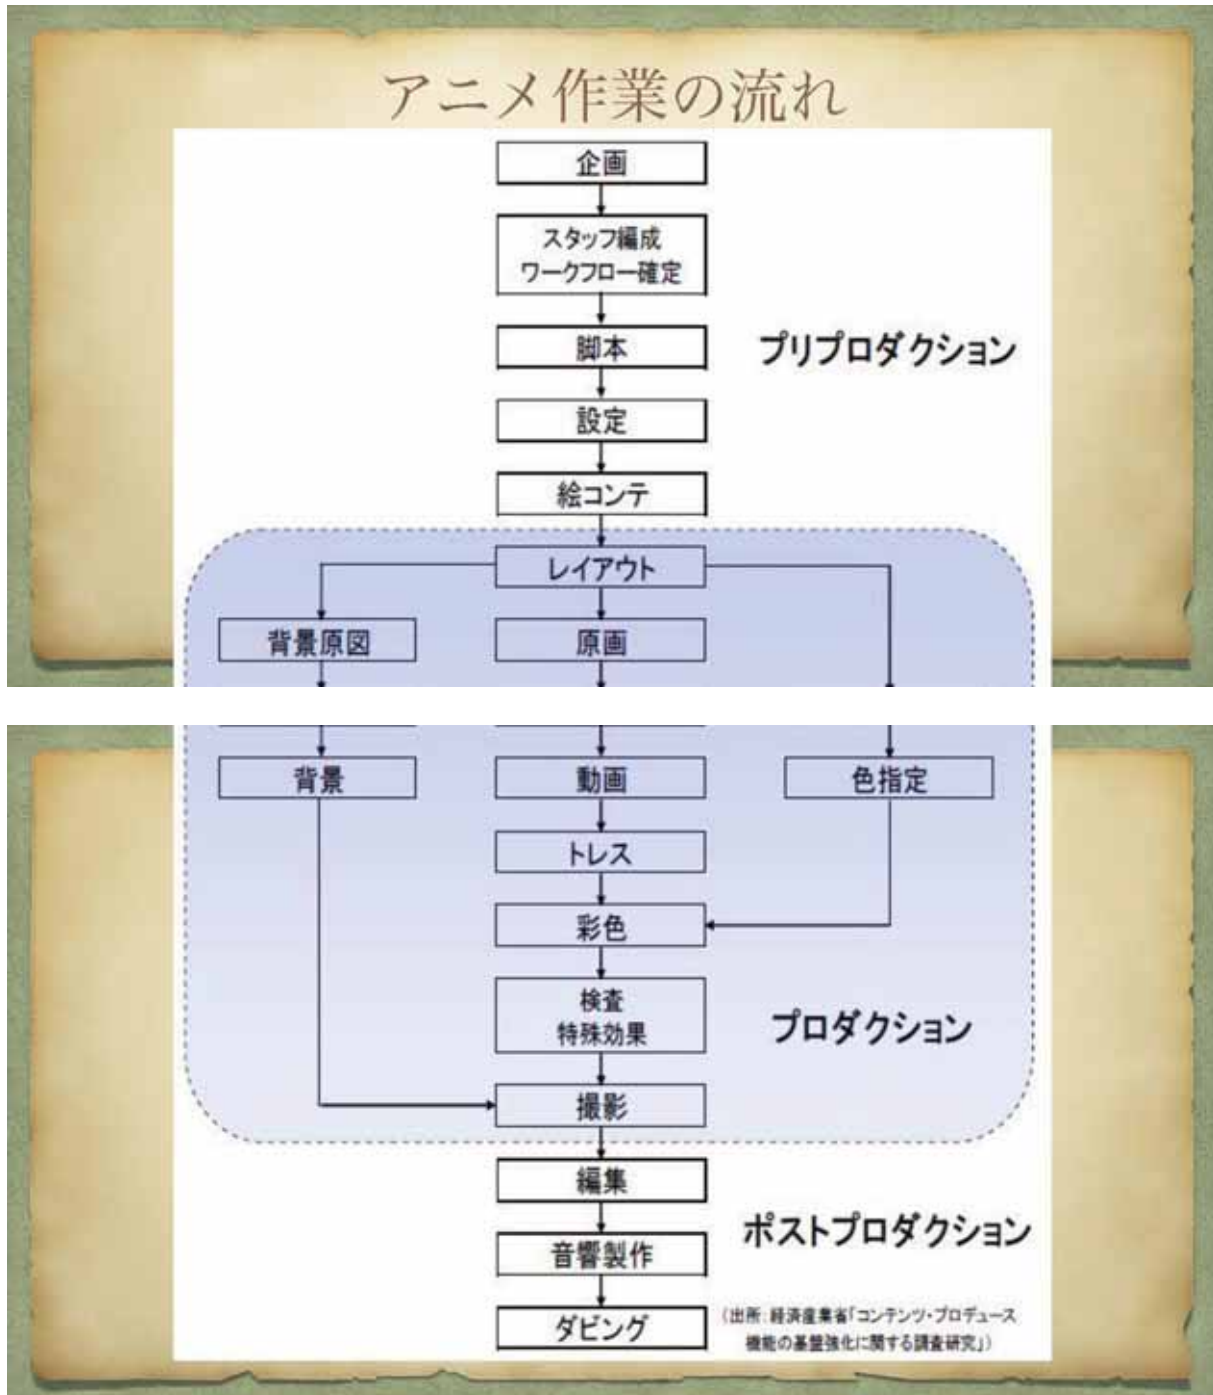 アニメ作業の流れ
企画
スタッフ編成
ワークフロー確定
脚本
プリプロダクション
設定
絵コンテ
レイアウト
背景原図
原画
背景
動画
色指定
トレス
彩色
検査
特殊効果
プロダクション
撮影
編集
ポストプロダクション
音響製作
ダビング
（出所：経済産業省「コンテンツ・プロデュース
機能の基盤強化に関する調査研究」）